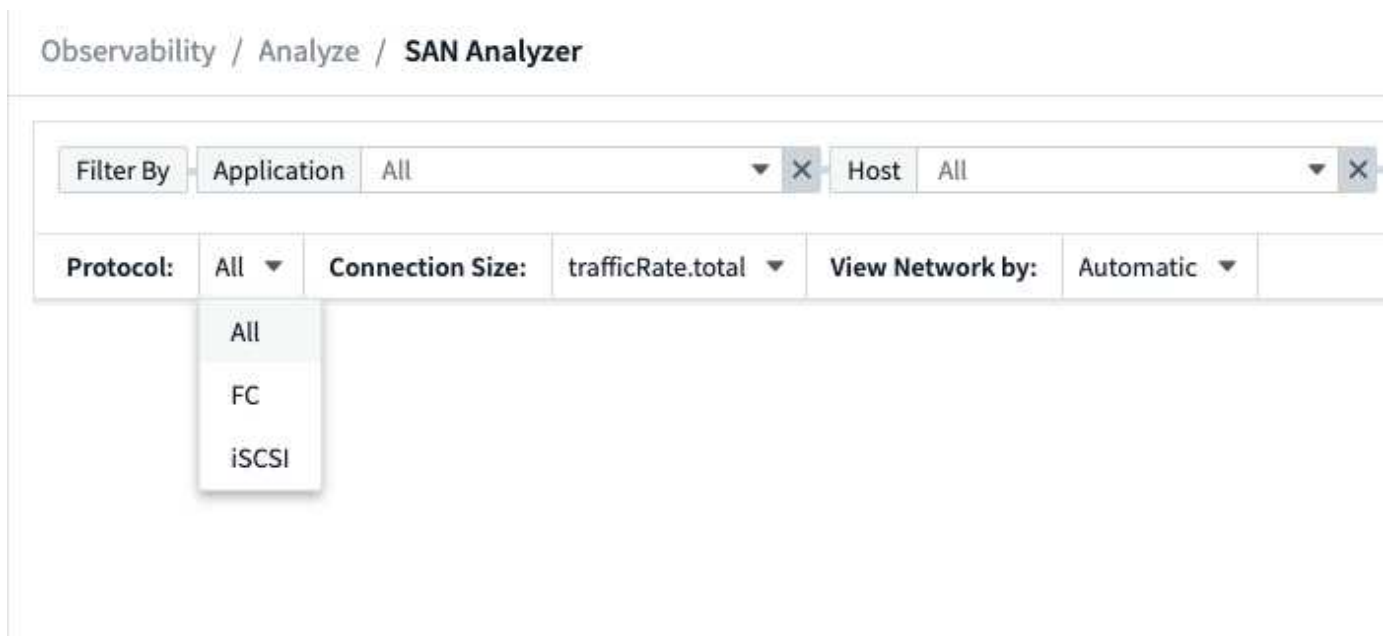 Observability / Analyze / SAN Analyzer
Filter By Application All Host All
Protocol: All Connection Size: trafficRate.total View Network by: Automatic
All
FC
iSCSI